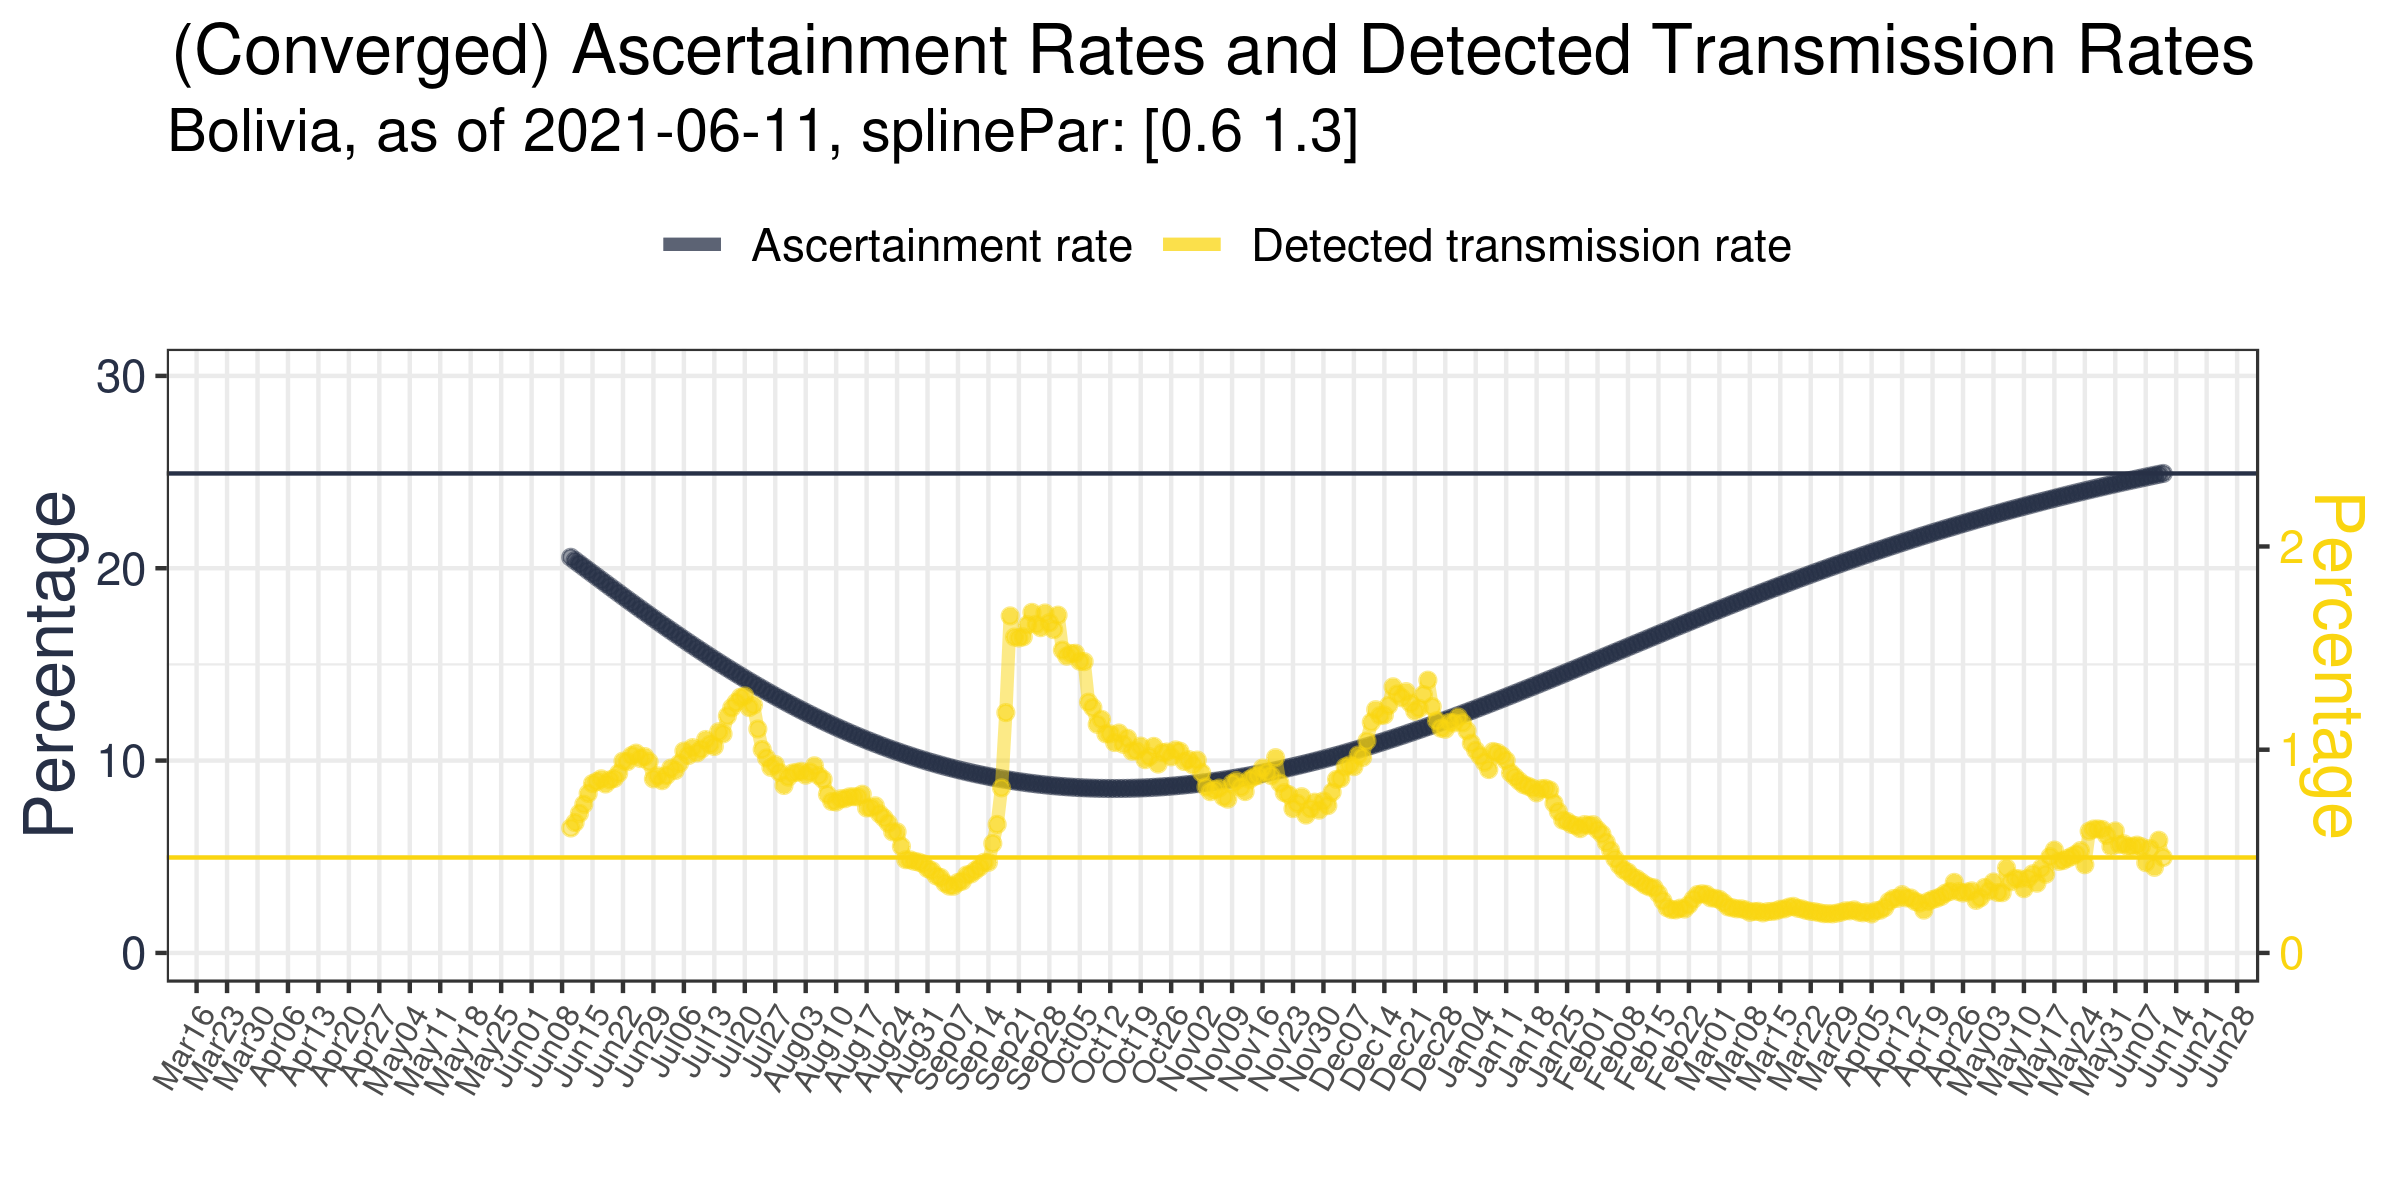 (Converged) Ascertainment Rates and Detected Transmission Rates
Bolivia, as of 2021-06-11, splinePar: [0.6 1.3]
Ascertainment rate Detected transmission rate
Percentage
30
20
10
0
2
1
0
Percentage
Mar16 Mar23 Mar30 Apr06 Apr13 Apr20 Apr27 May04 May11 May18 May25 Jun01 Jun08 Jun15 Jun22 Jun29 Jul06 Jul13 Jul20 Jul27 Aug03 Aug10 Aug17 Aug24 Aug31 Sep07 Sep14 Sep21 Sep28 Oct05 Oct12 Oct19 Oct26 Nov02 Nov09 Nov16 Nov23 Nov30 Dec07 Dec14 Dec21 Dec28 Jan04 Jan11 Jan18 Jan25 Feb01 Feb08 Feb15 Feb22 Mar01 Mar08 Mar15 Mar22 Mar29 Apr05 Apr12 Apr19 Apr26 May03 May10 May17 May24 May31 Jun07 Jun14 Jun21 Jun28